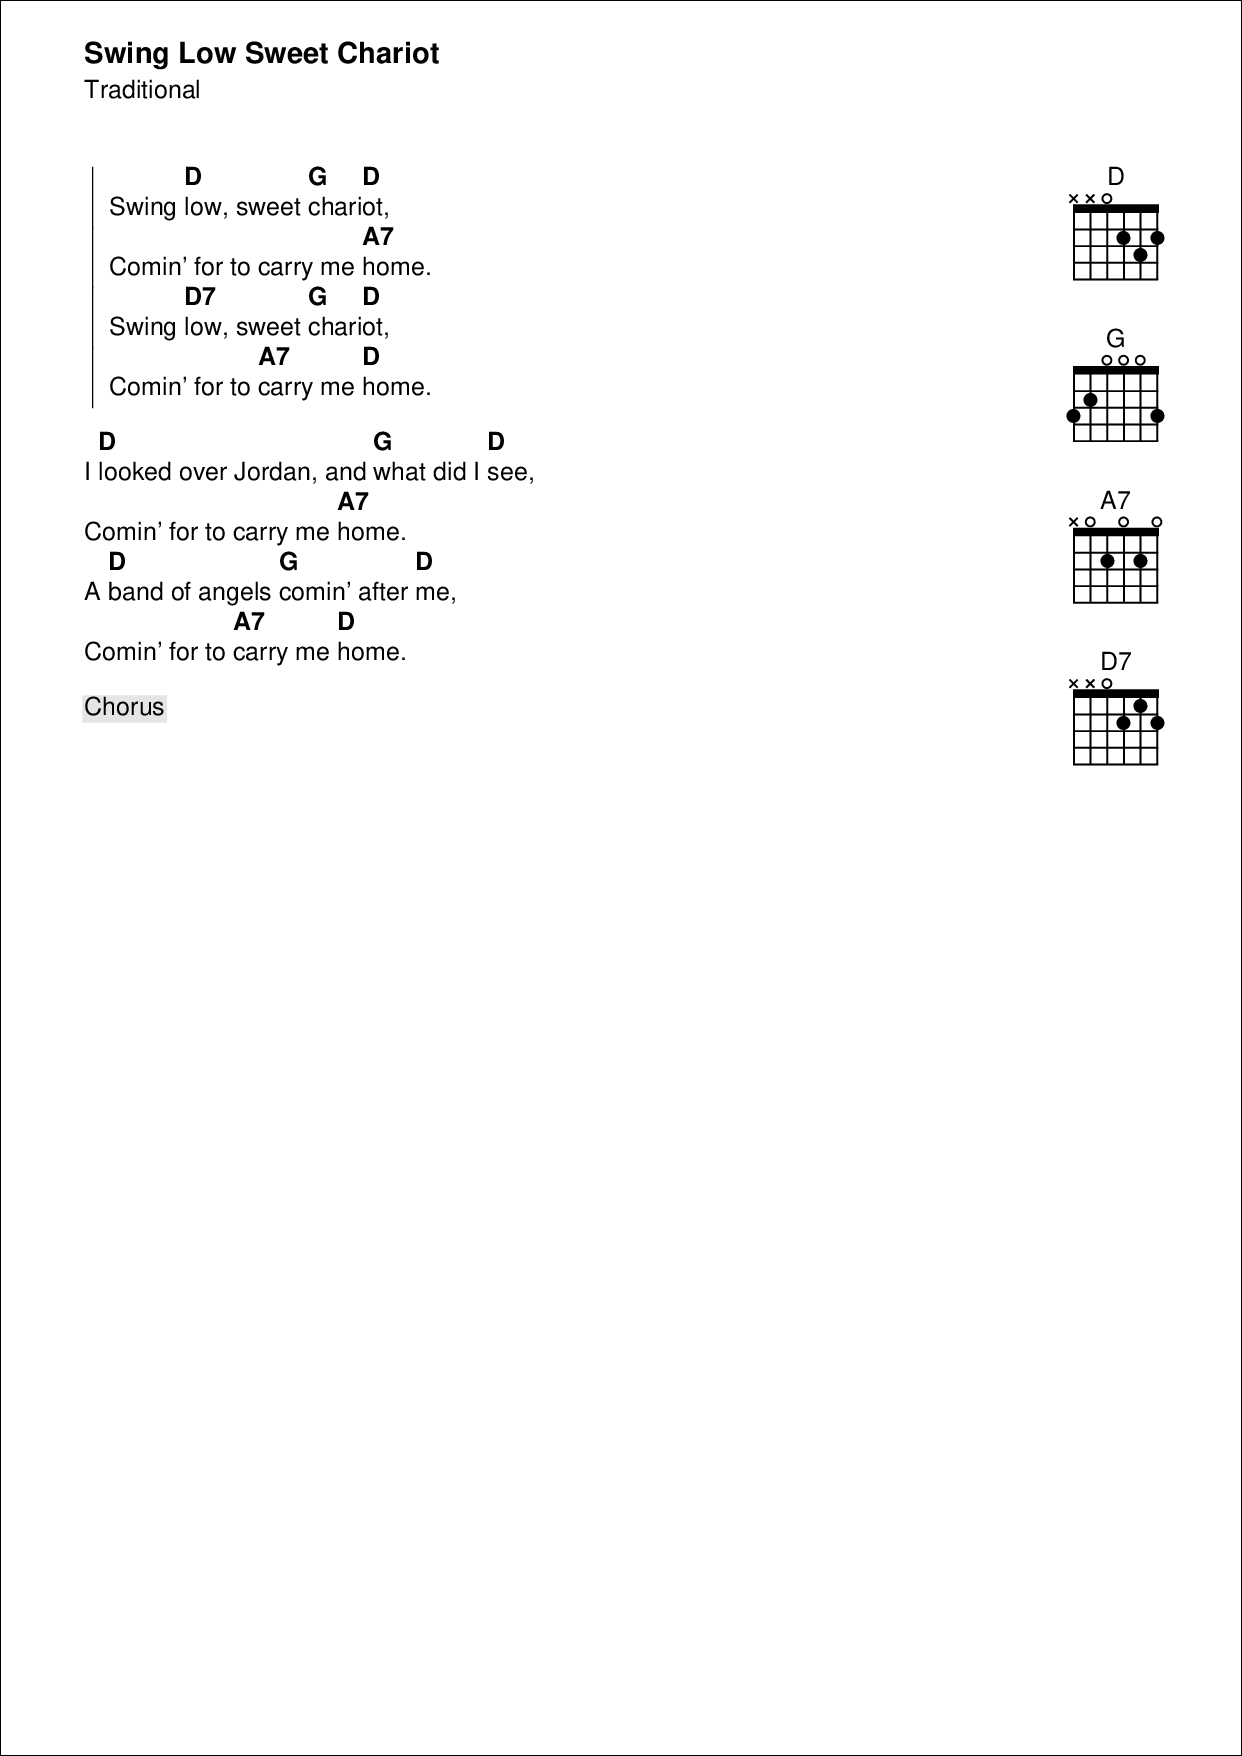 Swing Low Sweet Chariot
Traditional
D G D
Swing low, sweet chariot,
A7
Comin’ for to carry me home.
D7 G D
Swing low, sweet chariot,
A7 D
Comin’ for to carry me home.
D G D
I looked over Jordan, and what did I see,
A7
Comin’ for to carry me home.
D G D
A band of angels comin’ after me,
A7 D
Comin’ for to carry me home.
Chorus
D
G
A7
D7